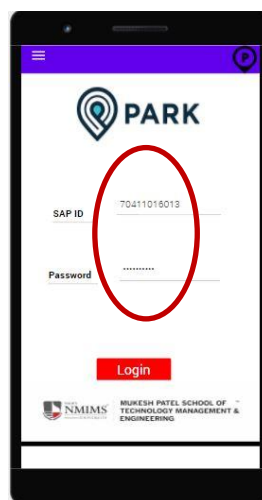 P
PARK
SAP ID
70411016013
Password
..........
Login
NMIMS
MUKESH PATEL SCHOOL OF
TECHNOLOGY MANAGEMENT &
ENGINEERING